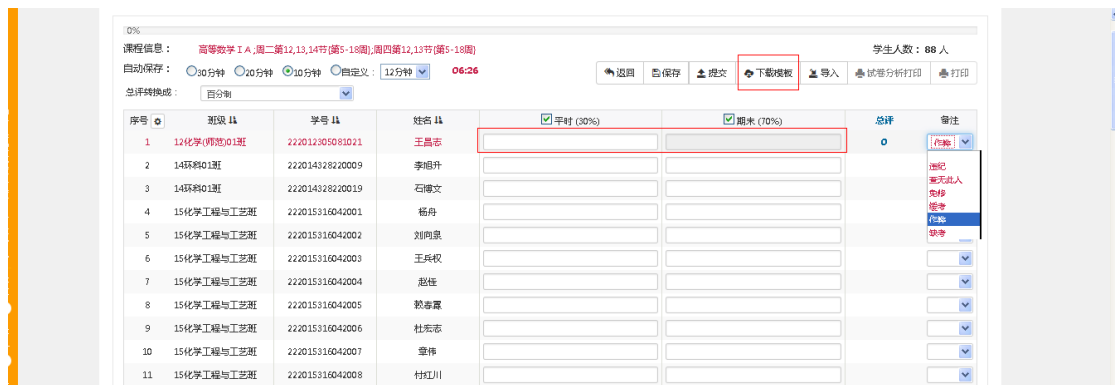 0%
课程信息： 高等数学ⅠA;周二第12,13,14节{第5-18周};周四第12,13节{第5-18周} 学生人数：88 人
自动保存： 30分钟 20分钟 10分钟 自定义： 12分钟 06:26 返回 保存 提交 下载模板 导入 试卷分析打印 打印
总评转换成： 百分制
序号 班级 学号 姓名 平时 (30%) 期末 (70%) 总评 备注
1 12化学(师范)01班 222012305081021 王昌志 0 作弊
违纪
2 14环科01班 222014328220009 李旭升 查无此人
免修
3 14环科01班 222014328220019 石博文 缓考
4 15化学工程与工艺班 222015316042001 杨舟 作弊
5 15化学工程与工艺班 222015316042002 刘向泉 缺考
6 15化学工程与工艺班 222015316042003 王兵权
7 15化学工程与工艺班 222015316042004 赵恒
8 15化学工程与工艺班 222015316042005 赖春露
9 15化学工程与工艺班 222015316042006 杜宏志
10 15化学工程与工艺班 222015316042007 章伟
11 15化学工程与工艺班 222015316042008 付红川